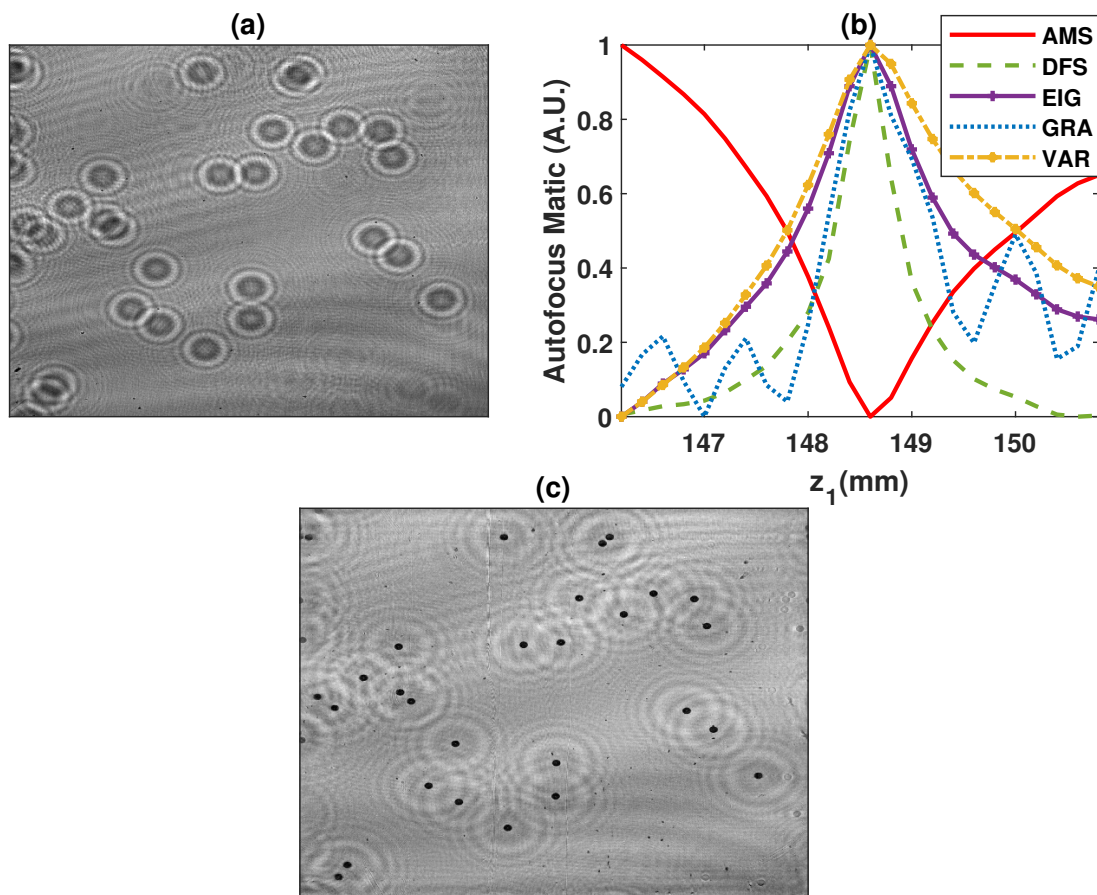 (a)
(b)
1
0.8
0.6
0.4
0.2
0
Autofocus Matic (A.U.)
147
148
149
150
z1(mm)
AMS
DFS
EIG
GRA
VAR
(c)